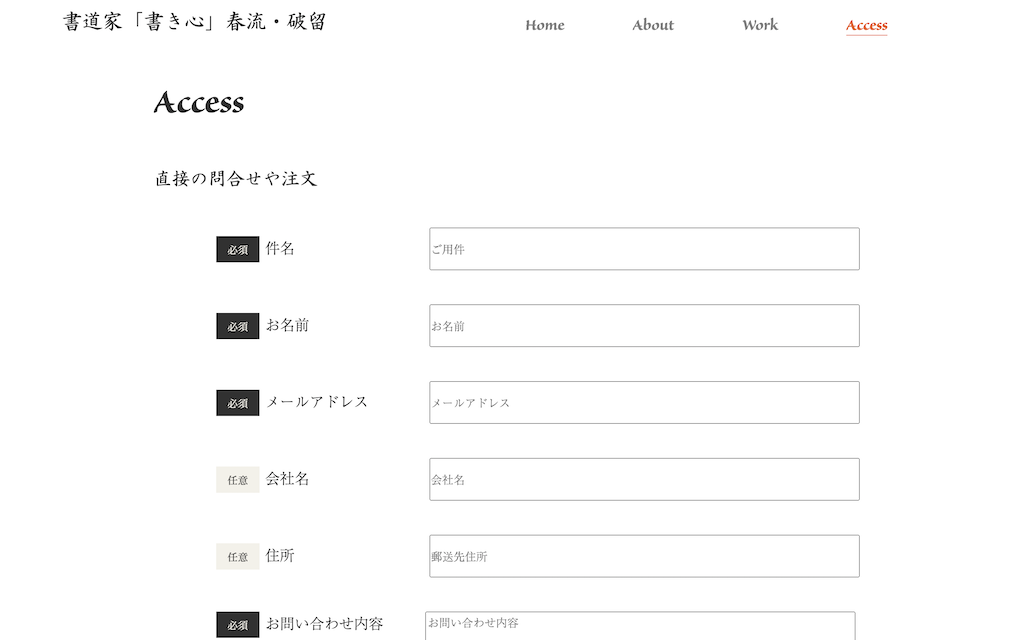 書道家「書き心」春流・破留 Home About Work Access
Access
直接の問合せや注文
必須 件名 ご用件
必須 お名前 お名前
必須 メールアドレス メールアドレス
任意 会社名 会社名
任意 住所 郵送先住所
必須 お問い合わせ内容 お問い合わせ内容